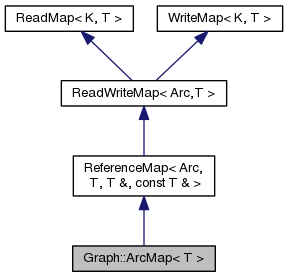 ReadMap< K, T >
WriteMap< K, T >
ReadWriteMap< Arc,T >
ReferenceMap< Arc,
T, T &, const T & >
Graph::ArcMap< T >